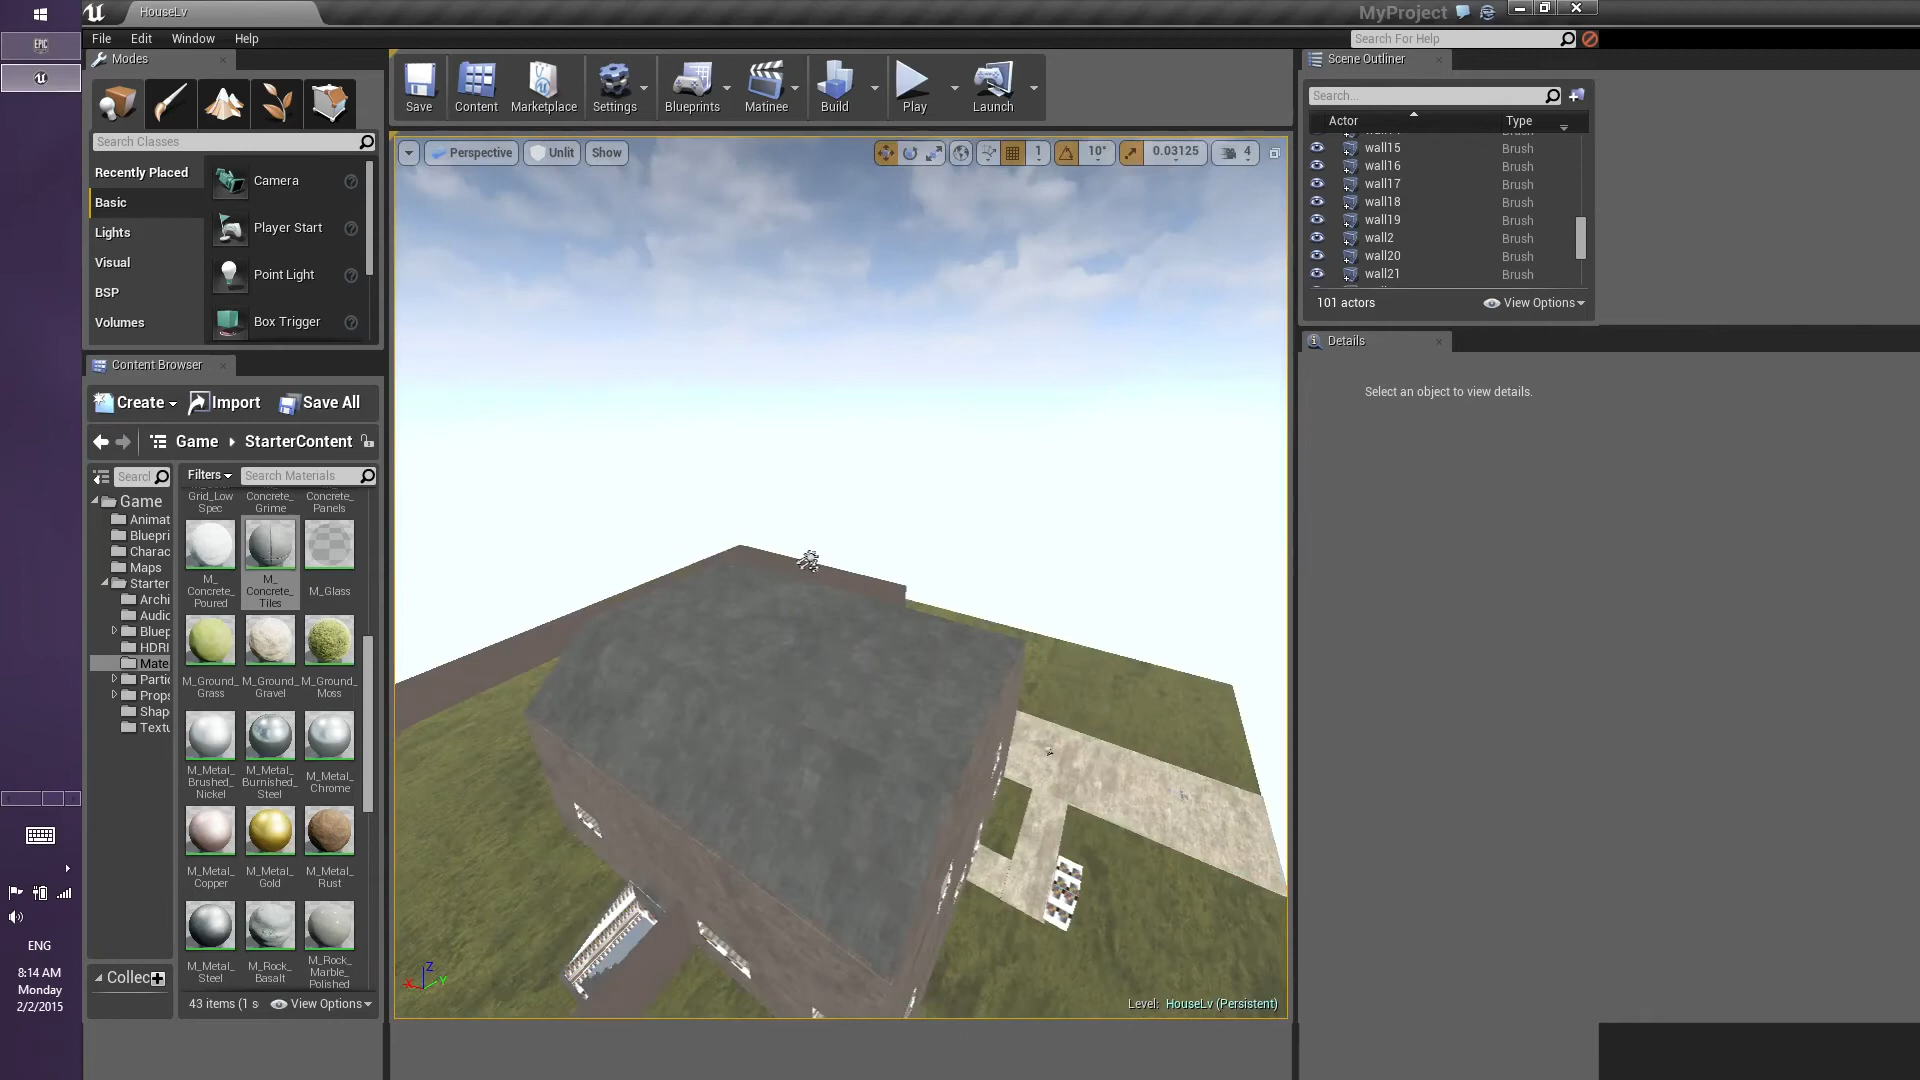 HouseLv
MyProject
File Edit Window Help
Search For Help
EPIC
Modes
Search Classes
Recently Placed
Basic
Lights
Visual
BSP
Volumes
Camera
Player Start
Point Light
Box Trigger
Save
Content
Marketplace
Settings
Blueprints
Matinee
Build
Play
Launch
Perspective
Unlit
Show
1
10°
0.03125
4
Scene Outliner
Search...
Actor Type
wall15 Brush
wall16 Brush
wall17 Brush
wall18 Brush
wall19 Brush
wall2 Brush
wall20 Brush
wall21 Brush
101 actors
View Options
Details
Select an object to view details.
Content Browser
Create Import Save All
Game StarterContent
Searcl
Filters
Search Materials
Game
Animat
Bluepri
Charac
Maps
Starter
Archi
Audic
Bluep
HDRI
Mate
Partic
Props
Shap
Textu
Collec
Grid_Low
Spec
Concrete_
Grime
Concrete_
Panels
M_
Concrete_
Poured
M_
Concrete_
Tiles
M_Glass
M_Ground_
Grass
M_Ground_
Gravel
M_Ground_
Moss
M_Metal_
Brushed_
Nickel
M_Metal_
Burnished_
Steel
M_Metal_
Chrome
M_Metal_
Copper
M_Metal_
Gold
M_Metal_
Rust
M_Metal_
Steel
M_Rock_
Basalt
M_Rock_
Marble_
Polished
43 items (1 s
View Options
X
Y
Z
Level: HouseLv (Persistent)
ENG
8:14 AM
Monday
2/2/2015